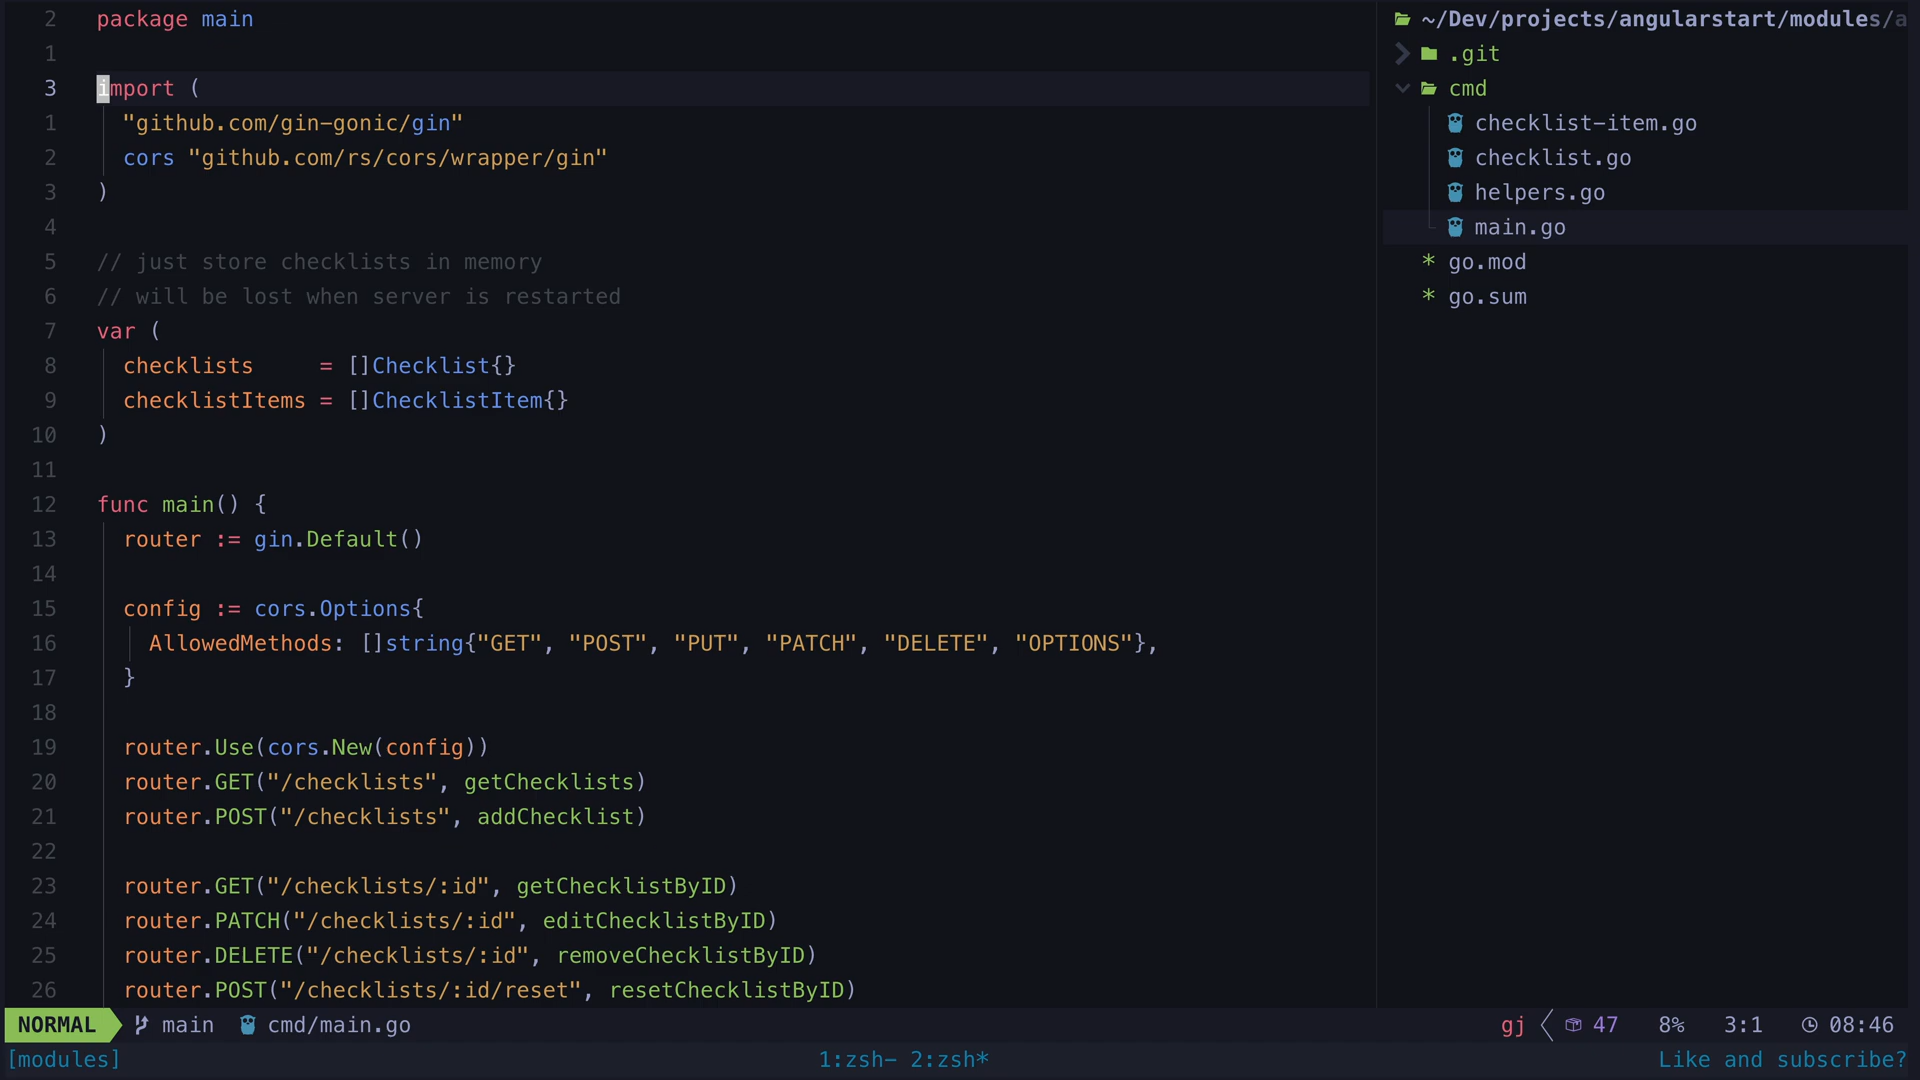 2 package main
1
3 import (
1 "github.com/gin-gonic/gin"
2 cors "github.com/rs/cors/wrapper/gin"
3 )
4
5 // just store checklists in memory
6 // will be lost when server is restarted
7 var (
8 checklists     = []Checklist{}
9 checklistItems = []ChecklistItem{}
10 )
11
12 func main() {
13 router := gin.Default()
14
15 config := cors.Options{
16 AllowedMethods: []string{"GET", "POST", "PUT", "PATCH", "DELETE", "OPTIONS"},
17 }
18
19 router.Use(cors.New(config))
20 router.GET("/checklists", getChecklists)
21 router.POST("/checklists", addChecklist)
22
23 router.GET("/checklists/:id", getChecklistByID)
24 router.PATCH("/checklists/:id", editChecklistByID)
25 router.DELETE("/checklists/:id", removeChecklistByID)
26 router.POST("/checklists/:id/reset", resetChecklistByID)
~/Dev/projects/angularstart/modules/a
.git
cmd
checklist-item.go
checklist.go
helpers.go
main.go
* go.mod
* go.sum
NORMAL main cmd/main.go gj 47 8% 3:1 08:46
[modules] 1:zsh- 2:zsh* Like and subscribe?